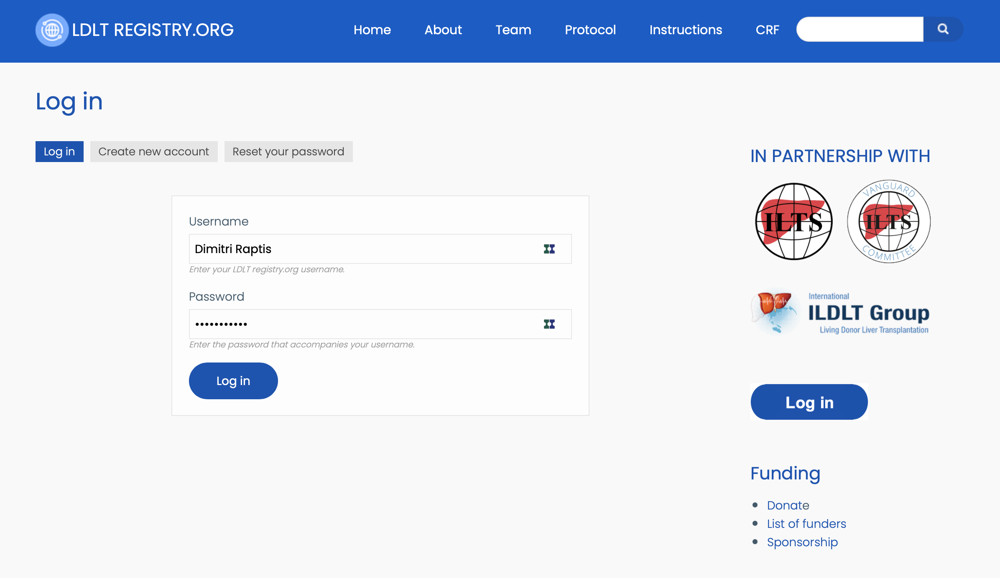 LDLT REGISTRY.ORG
Home About Team Protocol Instructions CRF
Log in
Log in Create new account Reset your password
Username
Dimitri Raptis
Enter your LDLT registry.org username.
Password
•••••••••••
Enter the password that accompanies your username.
Log in
IN PARTNERSHIP WITH
ILTS
VANGUARD
ILTS
COMMITTEE
International
ILDLT Group
Living Donor Liver Transplantation
Log in
Funding
Donate
List of funders
Sponsorship